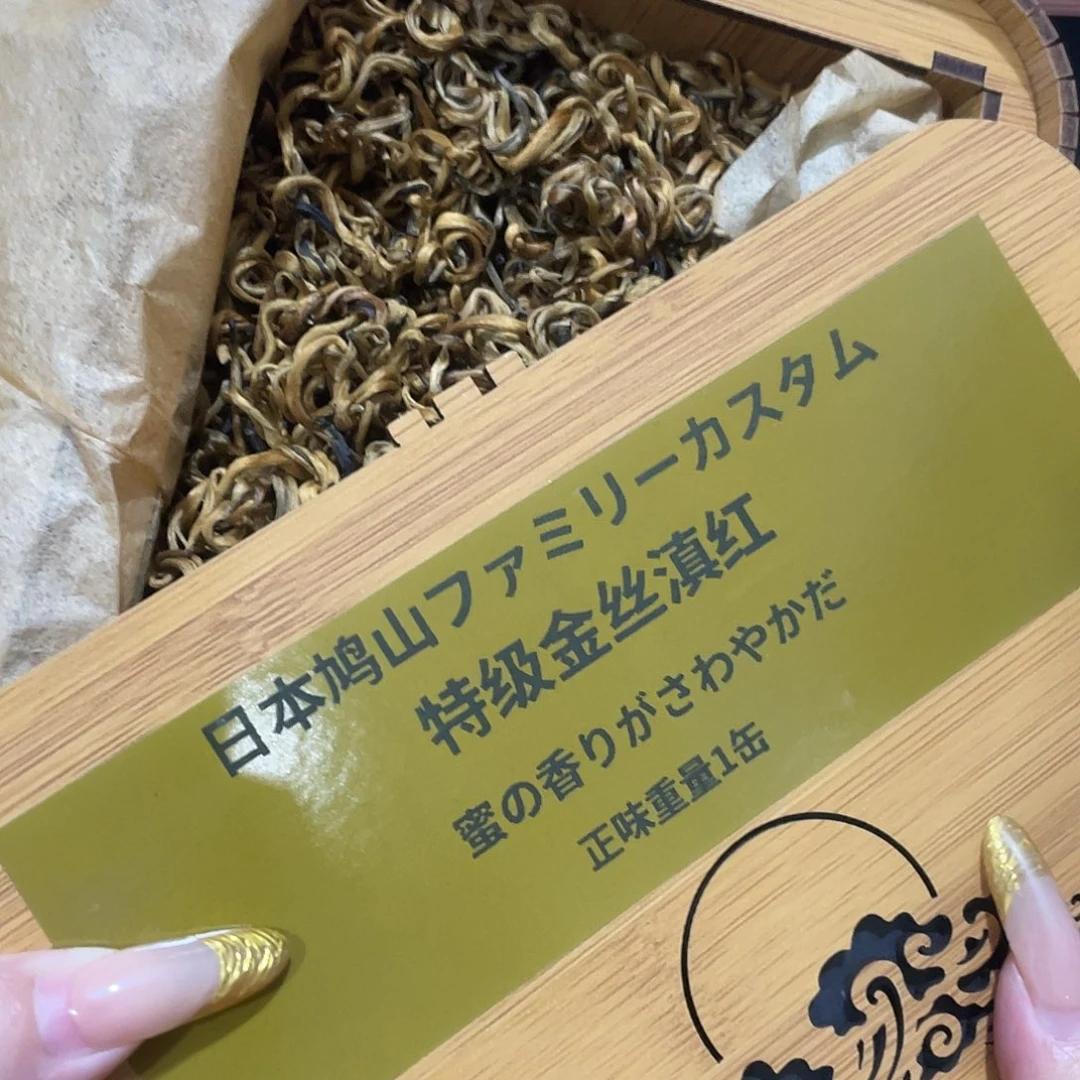 日本鸠山ファミリーカスタム
特级金丝滇红
蜜の香りがさわやかだ
正味重量1缶